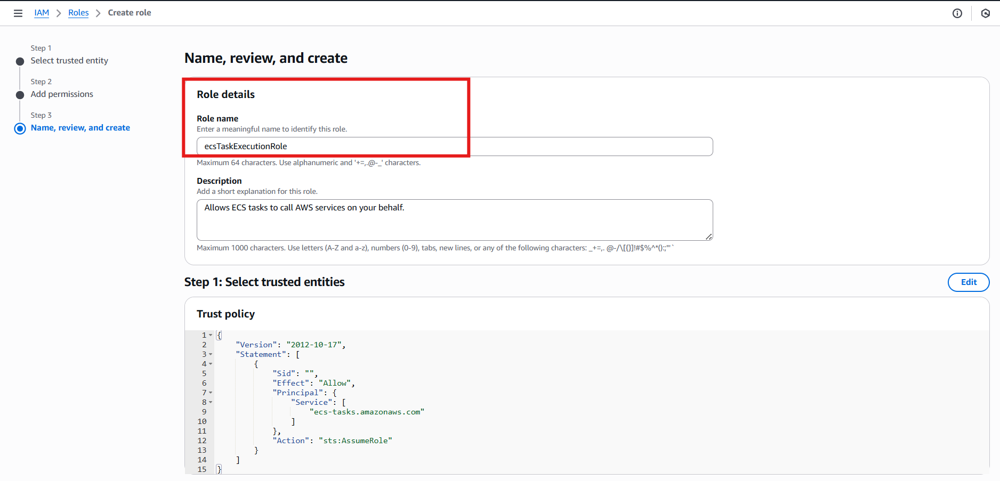 IAM > Roles > Create role
Step 1
Select trusted entity
Step 2
Add permissions
Step 3
Name, review, and create
Name, review, and create
Role details
Role name
Enter a meaningful name to identify this role.
ecsTaskExecutionRole
Maximum 64 characters. Use alphanumeric and '+=,.@-_' characters.
Description
Add a short explanation for this role.
Allows ECS tasks to call AWS services on your behalf.
Maximum 1000 characters. Use letters (A-Z and a-z), numbers (0-9), tabs, new lines, or any of the following characters: _+=,. @-/\[{}]!#$%^*();:'"`
Step 1: Select trusted entities
Edit
Trust policy
1 {
2     "Version": "2012-10-17",
3     "Statement": [
4         {
5             "Sid": "",
6             "Effect": "Allow",
7             "Principal": {
8                 "Service": [
9                     "ecs-tasks.amazonaws.com"
10                 ]
11             },
12             "Action": "sts:AssumeRole"
13         }
14     ]
15 }